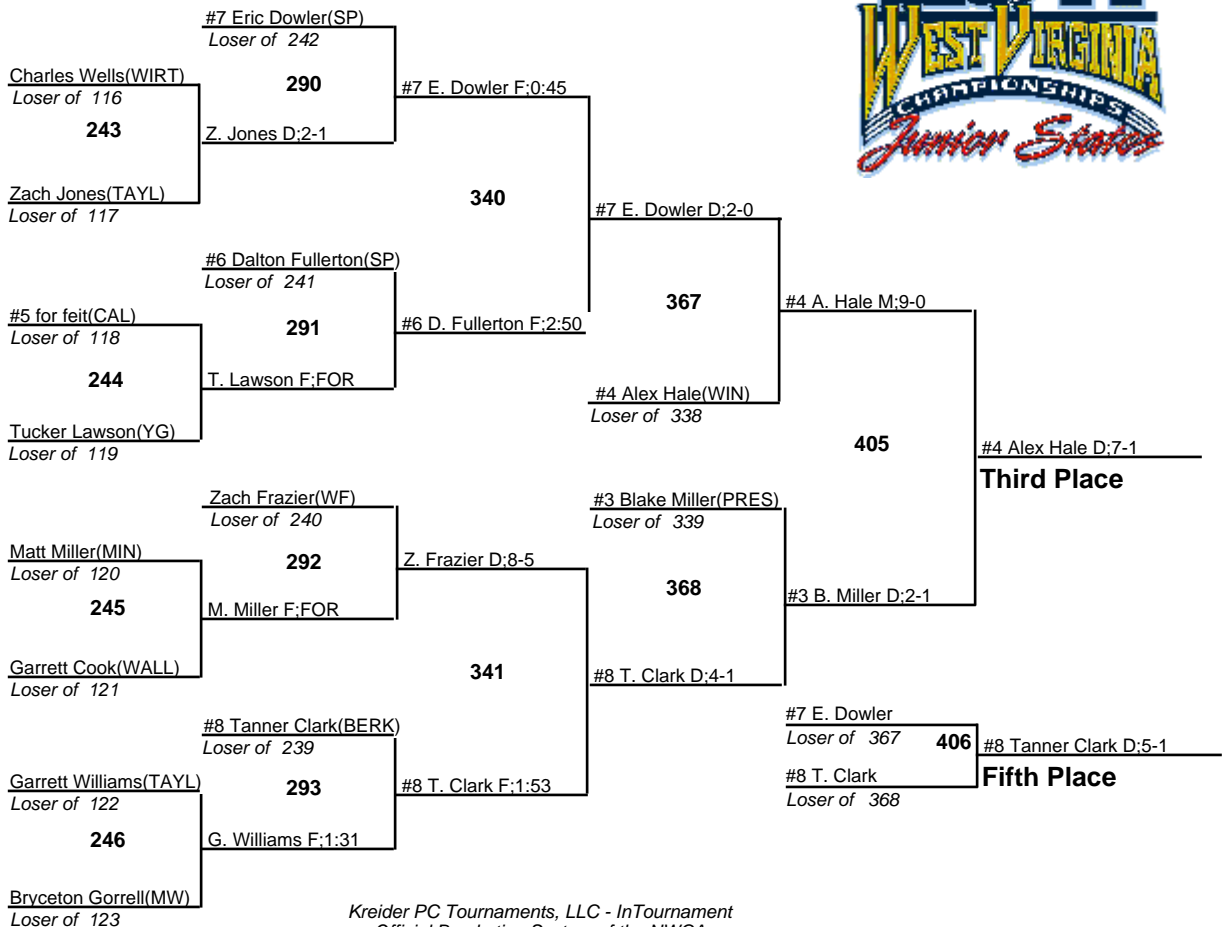 #7 Eric Dowler(SP)
Loser of 242
WEST VIRGINIA
CHAMPIONSHIPS
Junior States
Charles Wells(WIRT)
Loser of 116
290
#7 E. Dowler F;0:45
243
Z. Jones D;2-1
Zach Jones(TAYL)
Loser of 117
340
#7 E. Dowler D;2-0
#6 Dalton Fullerton(SP)
Loser of 241
#5 for feit(CAL)
Loser of 118
291
#6 D. Fullerton F;2:50
367
#4 A. Hale M;9-0
244
T. Lawson F;FOR
#4 Alex Hale(WIN)
Loser of 338
Tucker Lawson(YG)
Loser of 119
405
#4 Alex Hale D;7-1
Third Place
Zach Frazier(WF)
Loser of 240
#3 Blake Miller(PRES)
Loser of 339
Matt Miller(MIN)
Loser of 120
292
Z. Frazier D;8-5
368
#3 B. Miller D;2-1
245
M. Miller F;FOR
Garrett Cook(WALL)
Loser of 121
341
#8 T. Clark D;4-1
#8 Tanner Clark(BERK)
Loser of 239
#7 E. Dowler
Loser of 367
406
#8 Tanner Clark D;5-1
Fifth Place
#8 T. Clark
Loser of 368
Garrett Williams(TAYL)
Loser of 122
293
#8 T. Clark F;1:53
246
G. Williams F;1:31
Bryceton Gorrell(MW)
Loser of 123
Kreider PC Tournaments, LLC - InTournament